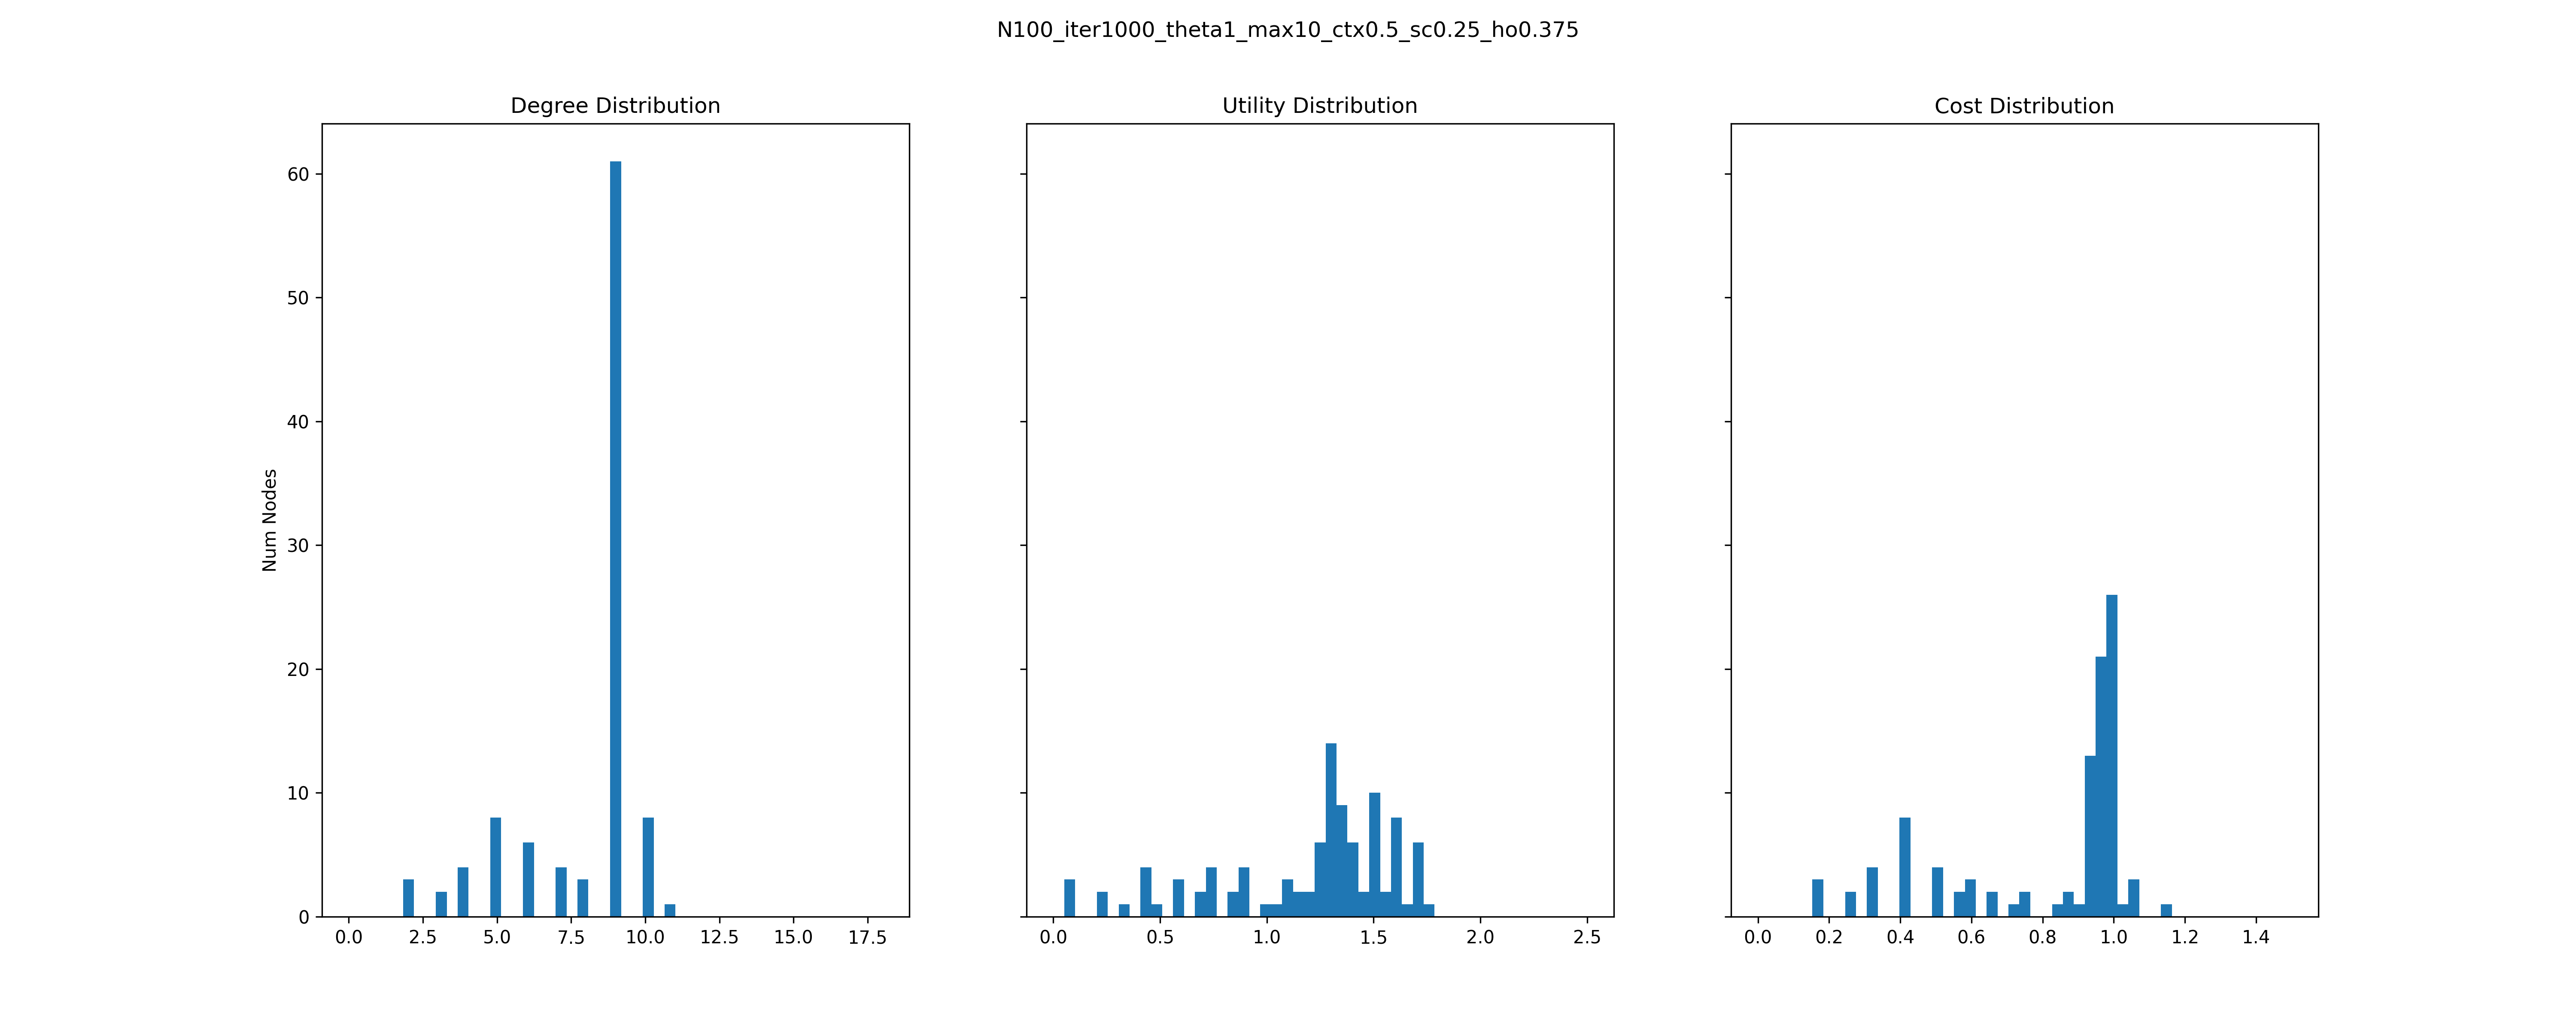 N100_iter1000_theta1_max10_ctx0.5_sc0.25_ho0.375
Degree Distribution
Utility Distribution
Cost Distribution
Num Nodes
60
50
40
30
20
10
0
0.0 2.5 5.0 7.5 10.0 12.5 15.0 17.5
0.0 0.5 1.0 1.5 2.0 2.5
0.0 0.2 0.4 0.6 0.8 1.0 1.2 1.4